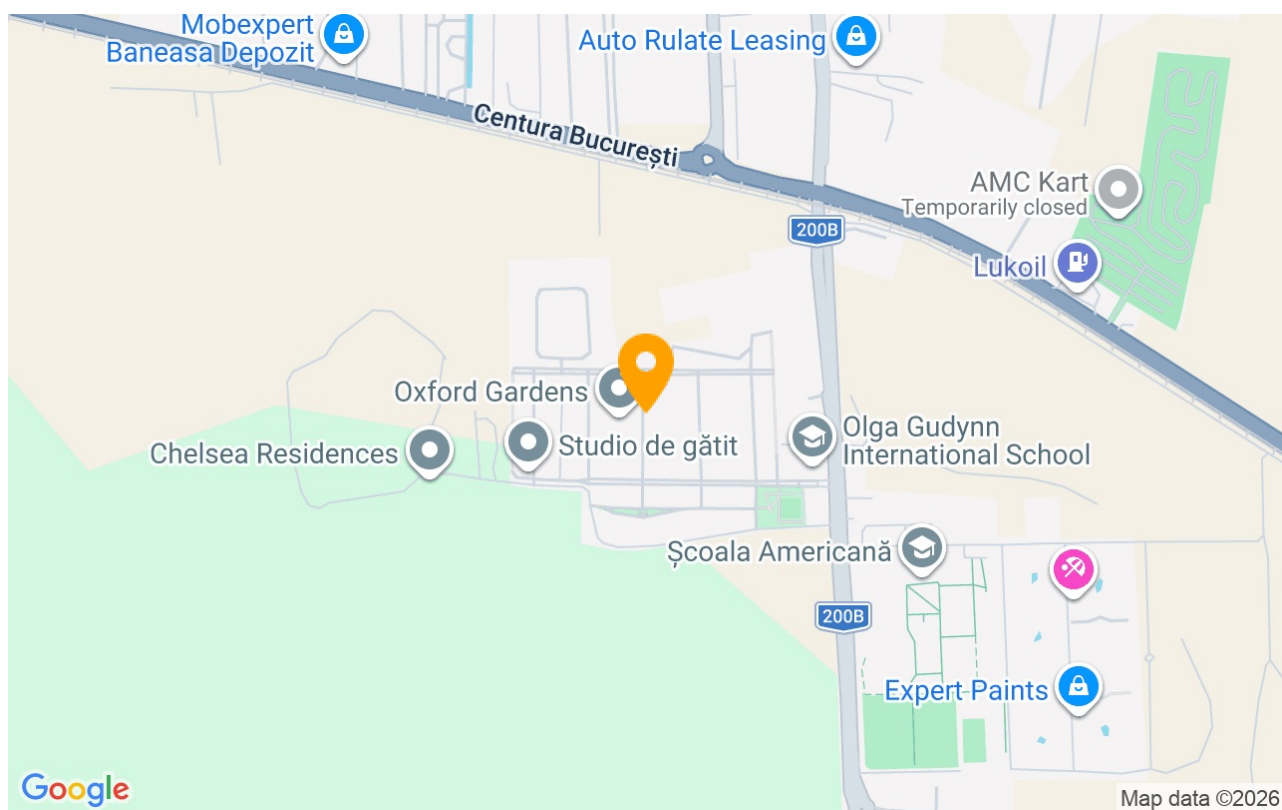 Mobexpert
Baneasa Depozit
Auto Rulate Leasing
Centura București
AMC Kart
Temporarily closed
200B
Lukoil
Oxford Gardens
Olga Gudynn
International School
Studio de gătit
Chelsea Residences
Școala Americană
200B
Expert Paints
Google
Map data ©2026